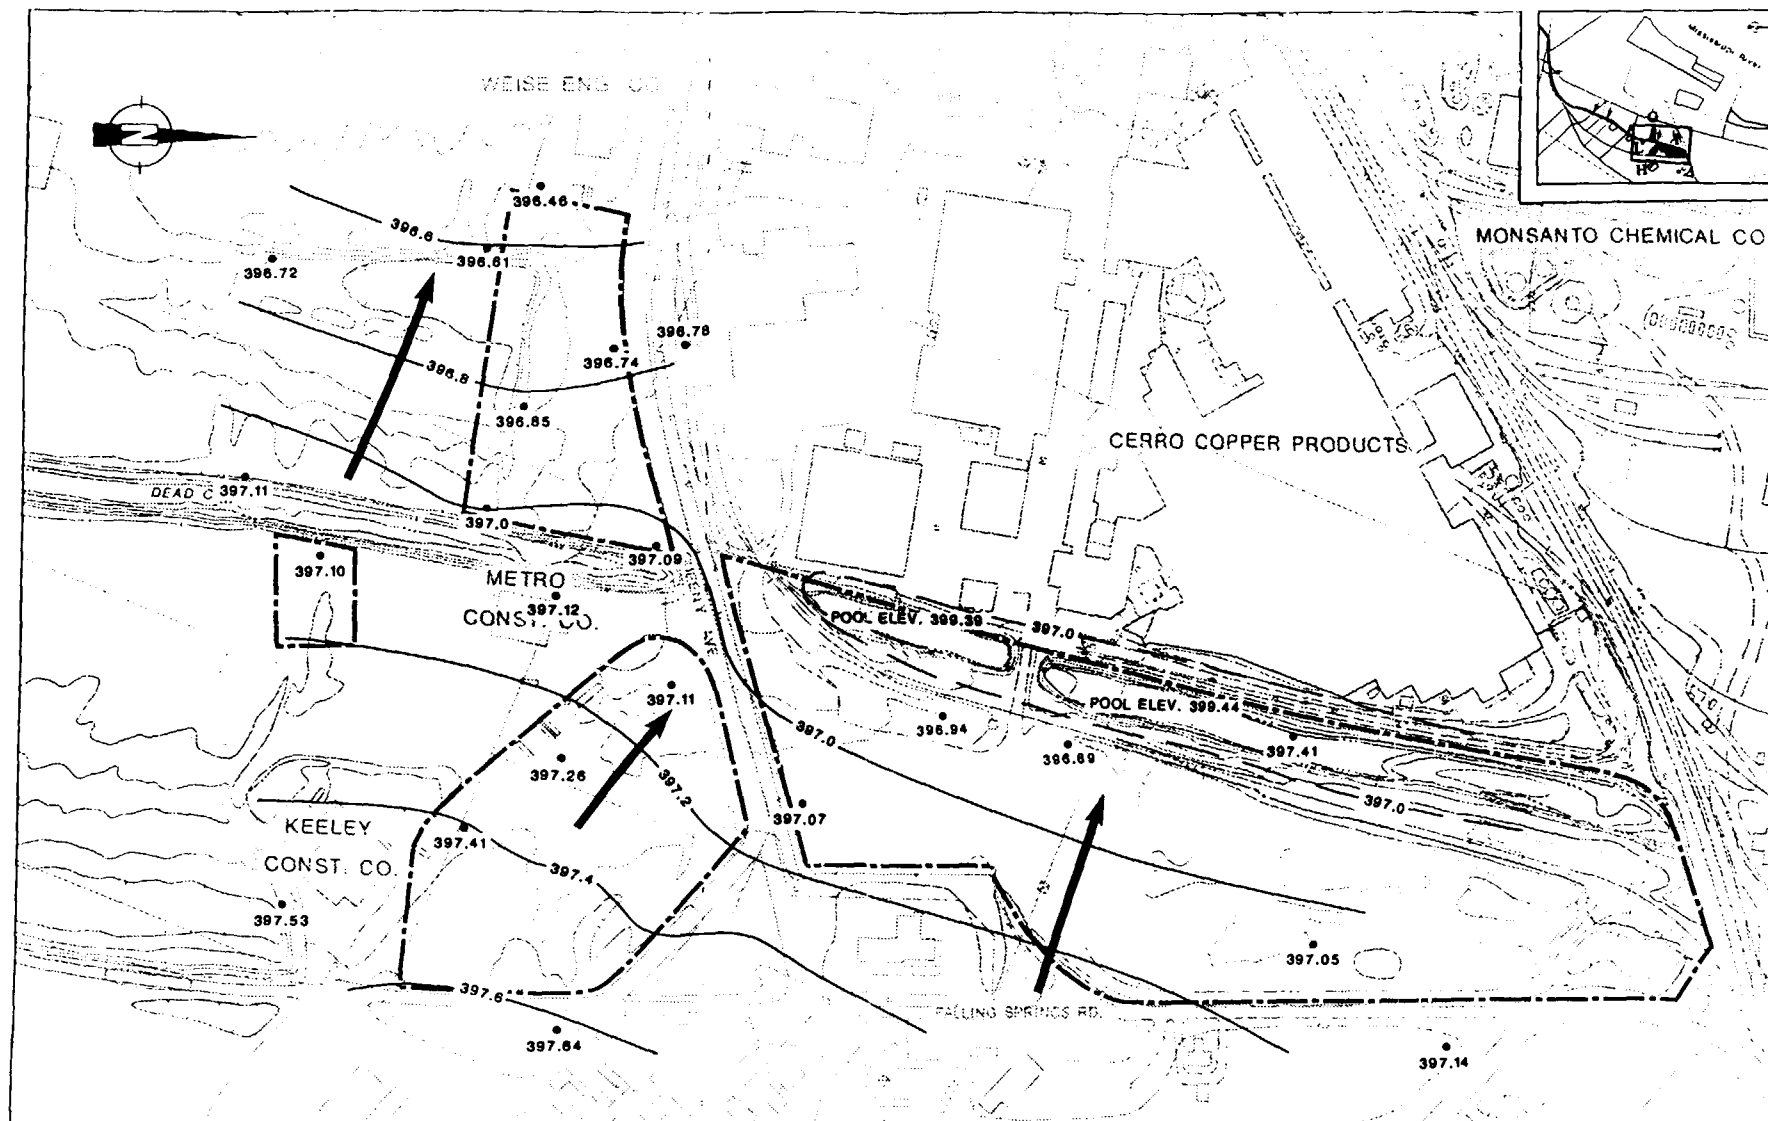 WEISE ENG. CO.
N
MISSISSIPPI RIVER
H
MONSANTO CHEMICAL CO
396.46
396.6
396.61
396.72
396.78
396.74
396.8
396.85
CERRO COPPER PRODUCTS
DEAD C
397.11
397.0
397.09
397.10
METRO
397.12
CONST. CO.
AVE
POOL ELEV. 399.39
397.0
397.11
POOL ELEV. 399.44
396.94
397.0
396.69
397.41
397.26
397.2
397.0
397.07
KEELEY
397.41
CONST. CO.
397.4
397.53
397.05
397.6
FALLING SPRINGS RD.
397.64
397.14